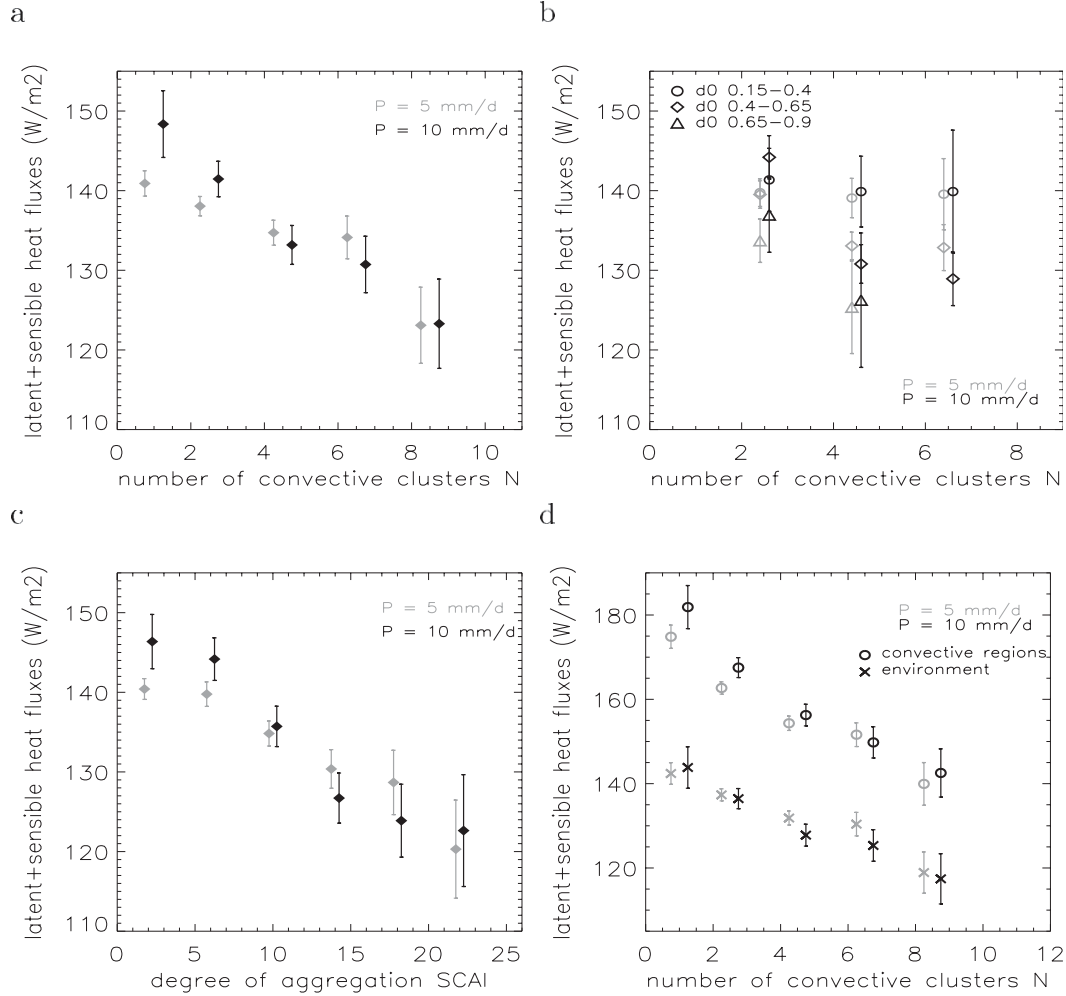 a
latent+sensible heat fluxes (W/m2)
150
140
130
120
110
P = 5 mm/d
P = 10 mm/d
0 2 4 6 8 10
number of convective clusters N
b
latent+sensible heat fluxes (W/m2)
150
140
130
120
110
d0 0.15-0.4
d0 0.4-0.65
d0 0.65-0.9
P = 5 mm/d
P = 10 mm/d
0 2 4 6 8
number of convective clusters N
c
latent+sensible heat fluxes (W/m2)
150
140
130
120
110
P = 5 mm/d
P = 10 mm/d
0 5 10 15 20 25
degree of aggregation SCAI
d
latent+sensible heat fluxes (W/m2)
180
160
140
120
P = 5 mm/d
P = 10 mm/d
convective regions
environment
0 2 4 6 8 10 12
number of convective clusters N